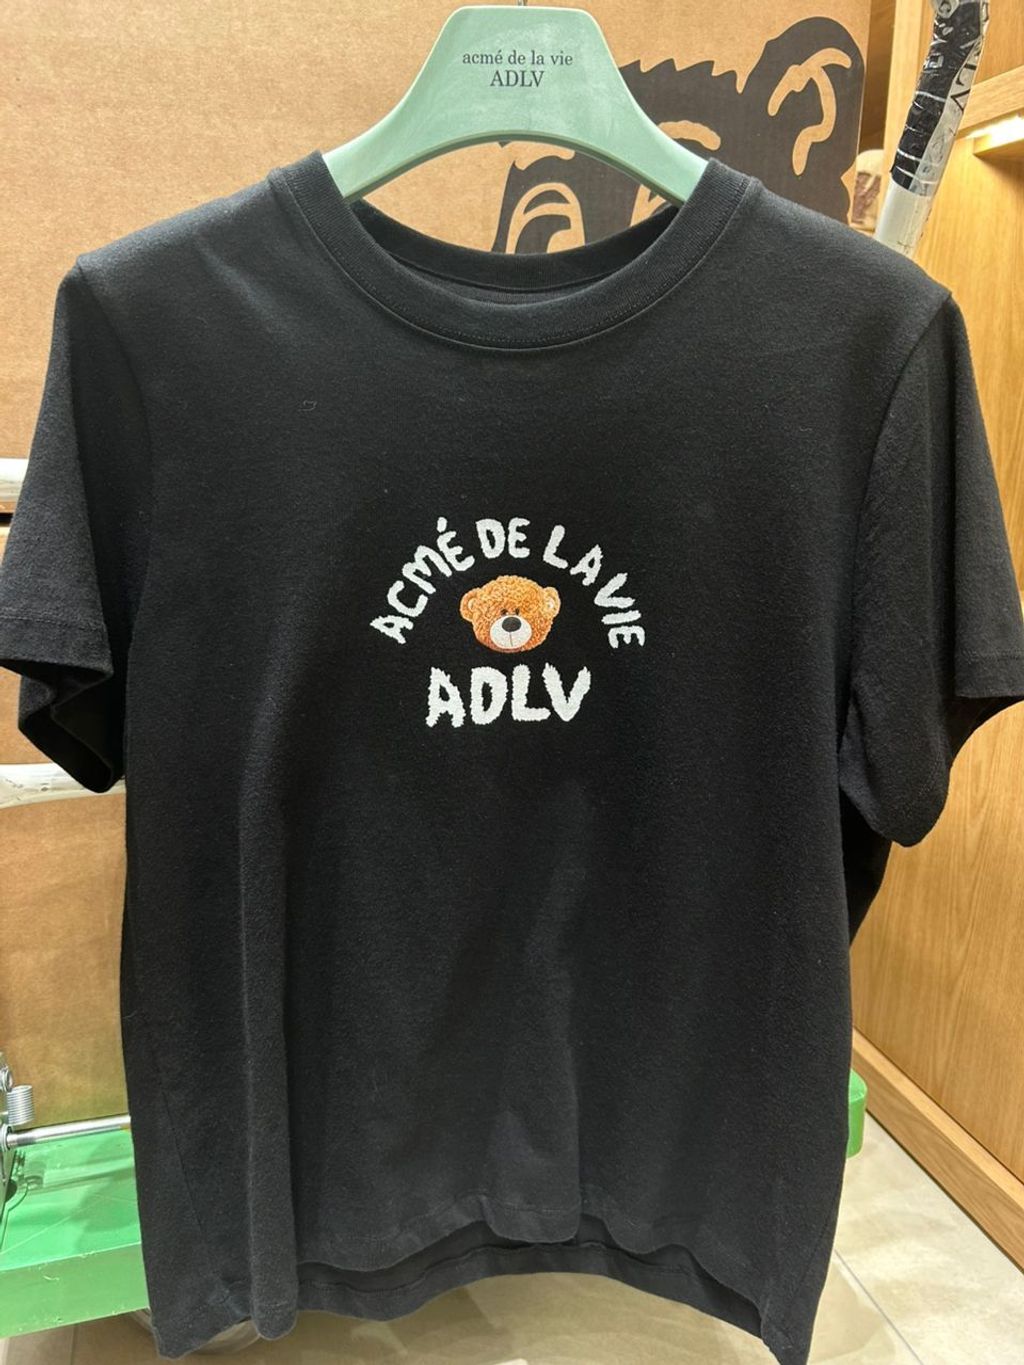 acmé de la vie
ADLV
ACMÉ DE LA VIE
ADLV